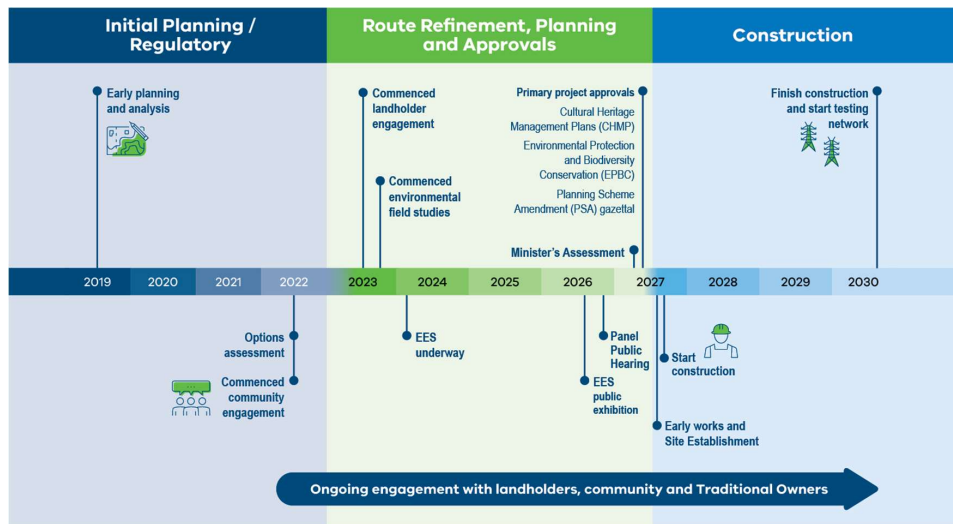 Initial Planning /
Regulatory
Route Refinement, Planning
and Approvals
Construction
Early planning
and analysis
Commenced
landholder
engagement
Commenced
environmental
field studies
Primary project approvals
Cultural Heritage
Management Plans (CHMP)
Environmental Protection
and Biodiversity
Conservation (EPBC)
Planning Scheme
Amendment (PSA) gazettal
Minister's Assessment
Finish construction
and start testing
network
2019 2020 2021 2022 2023 2024 2025 2026 2027 2028 2029 2030
Options
assessment
Commenced
community
engagement
EES
underway
Panel
Public
Hearing
EES
public
exhibition
Start
construction
Early works and
Site Establishment
Ongoing engagement with landholders, community and Traditional Owners